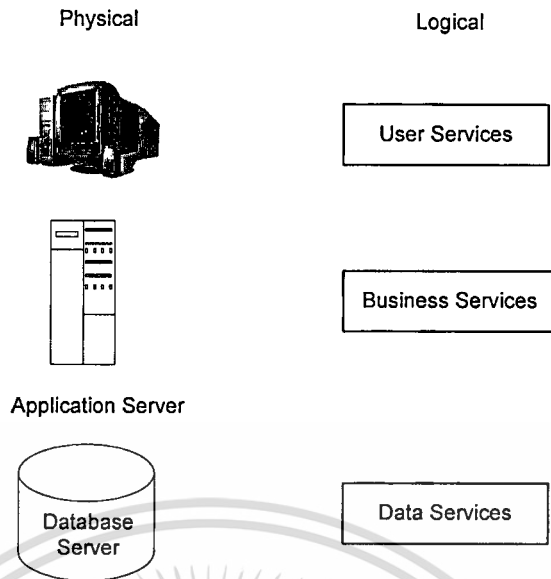 Physical
Logical
User Services
Business Services
Application Server
Database
Server
Data Services